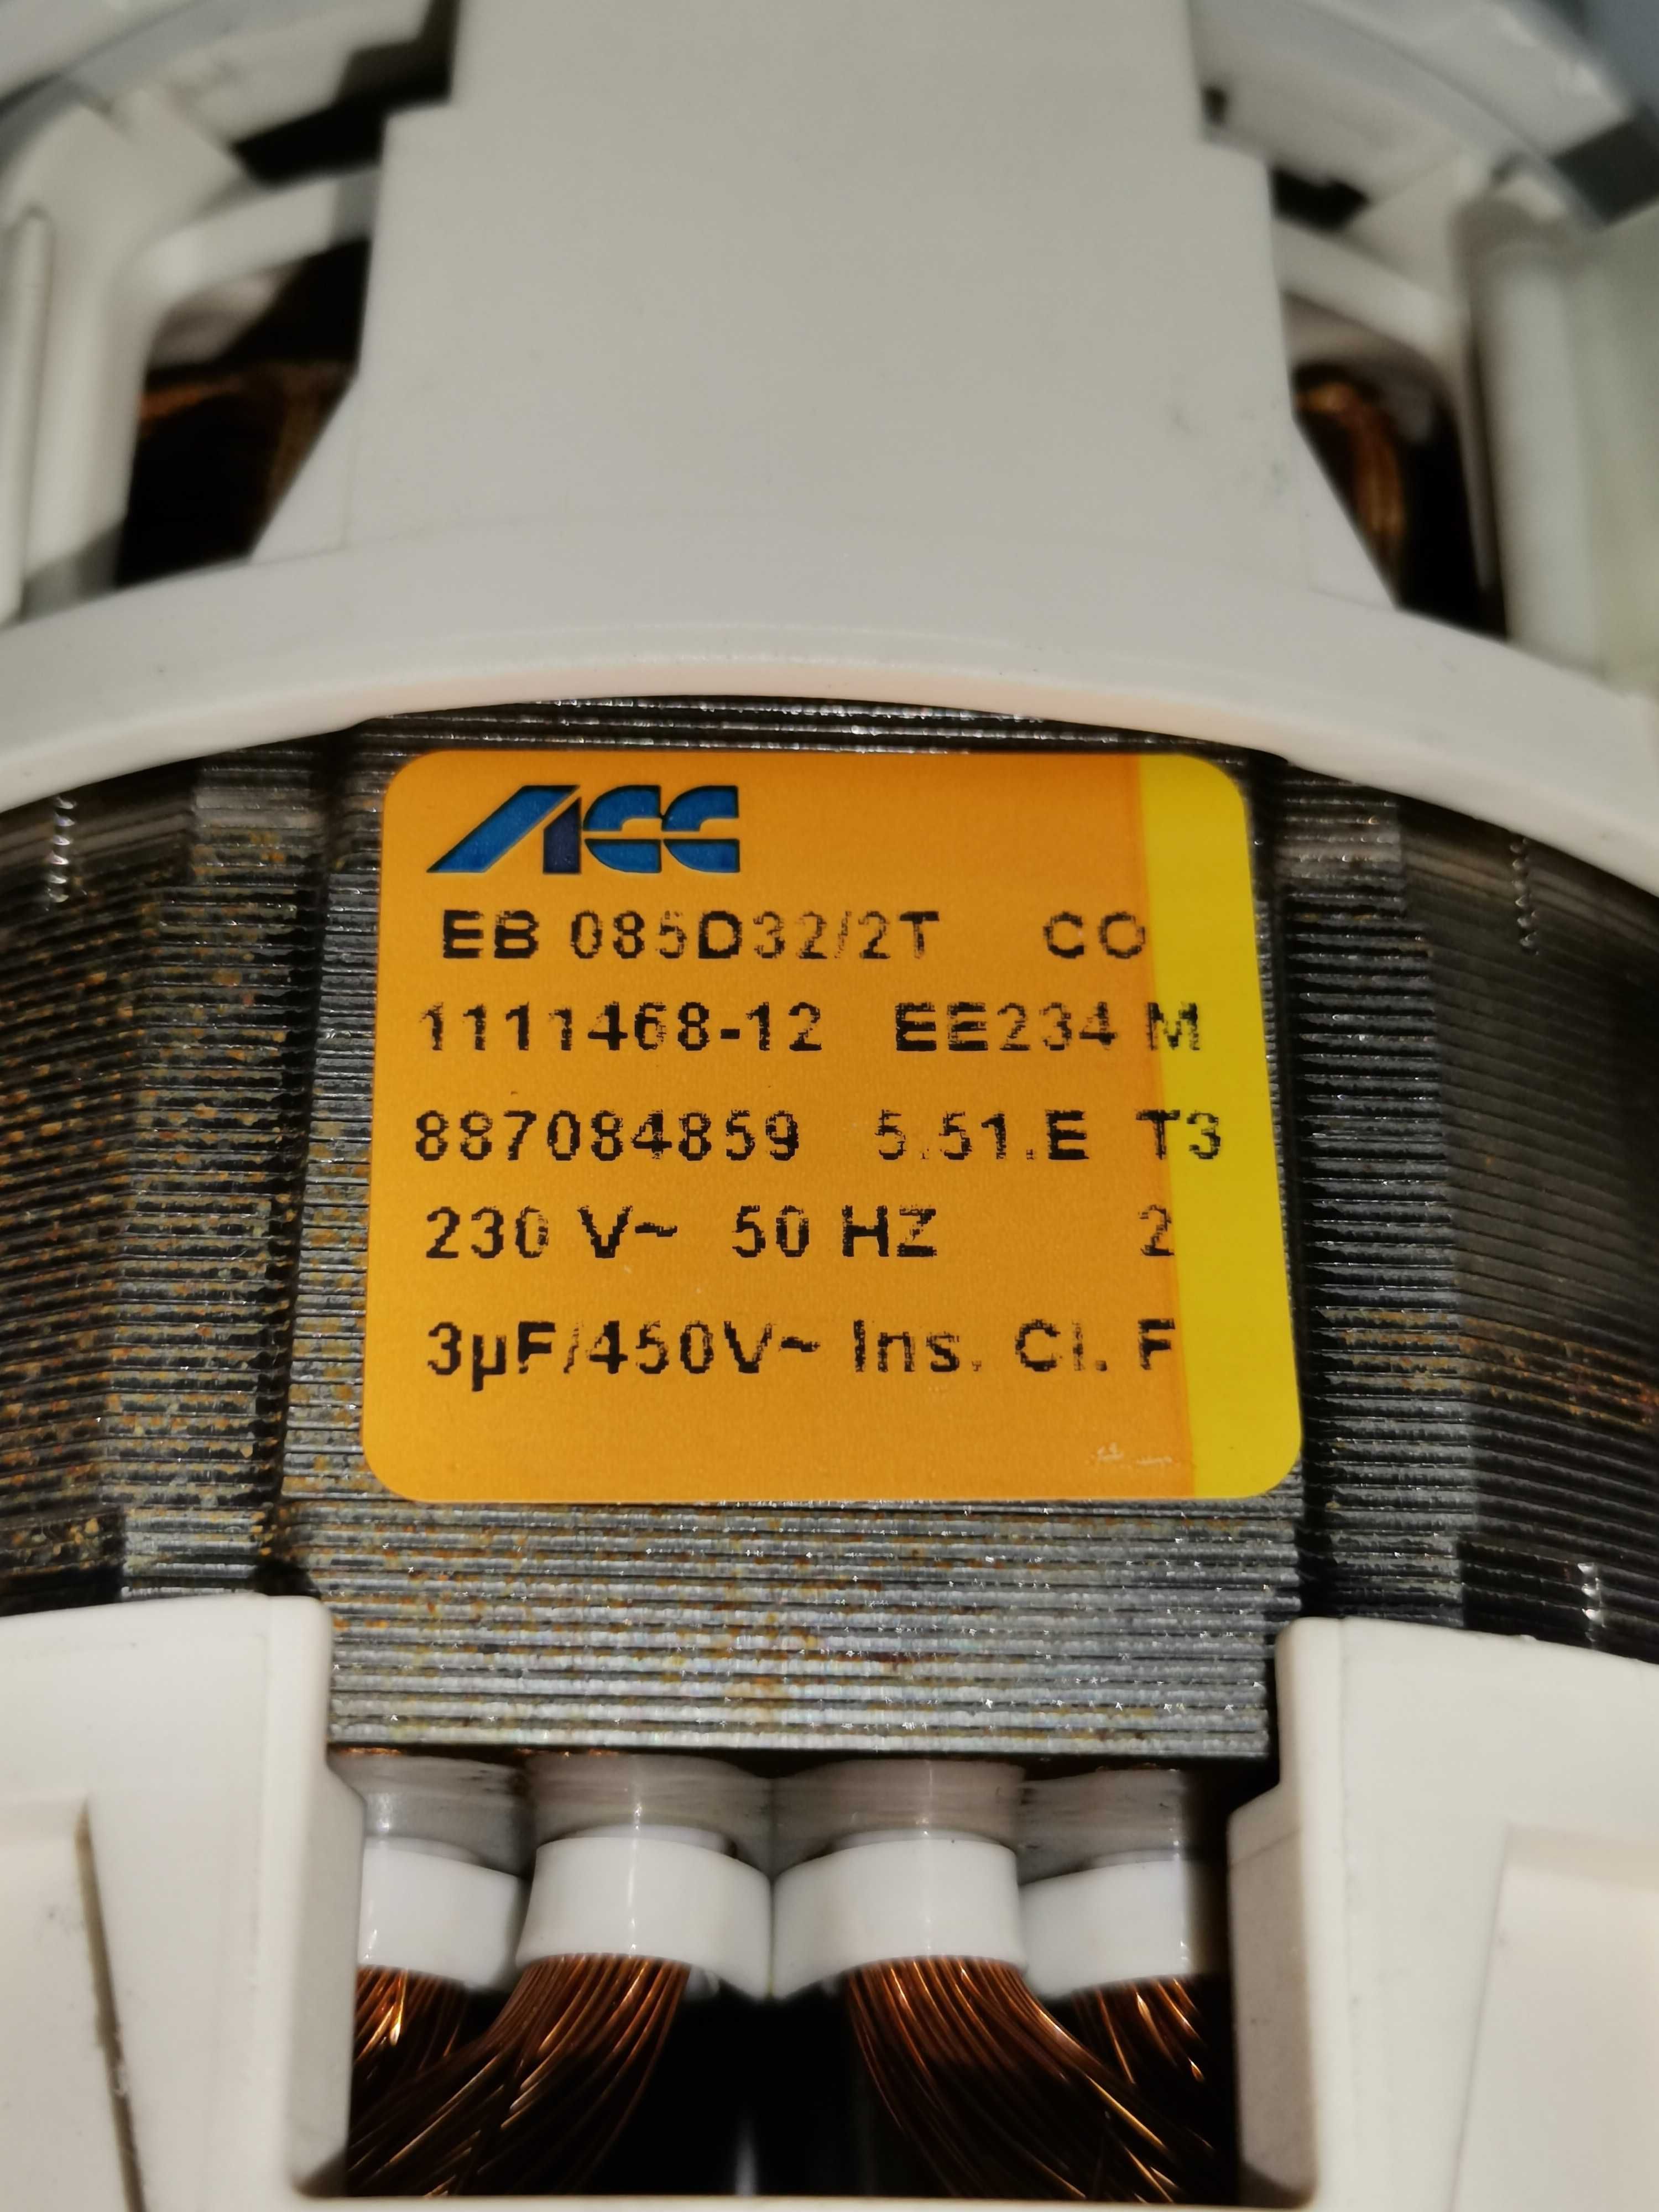 ACC
EB 085D32/2T CO
1111468-12 EE234 M
887084859 5.51.E T3
230 V~ 50 HZ 2
3µF/450V~ Ins. Cl. F